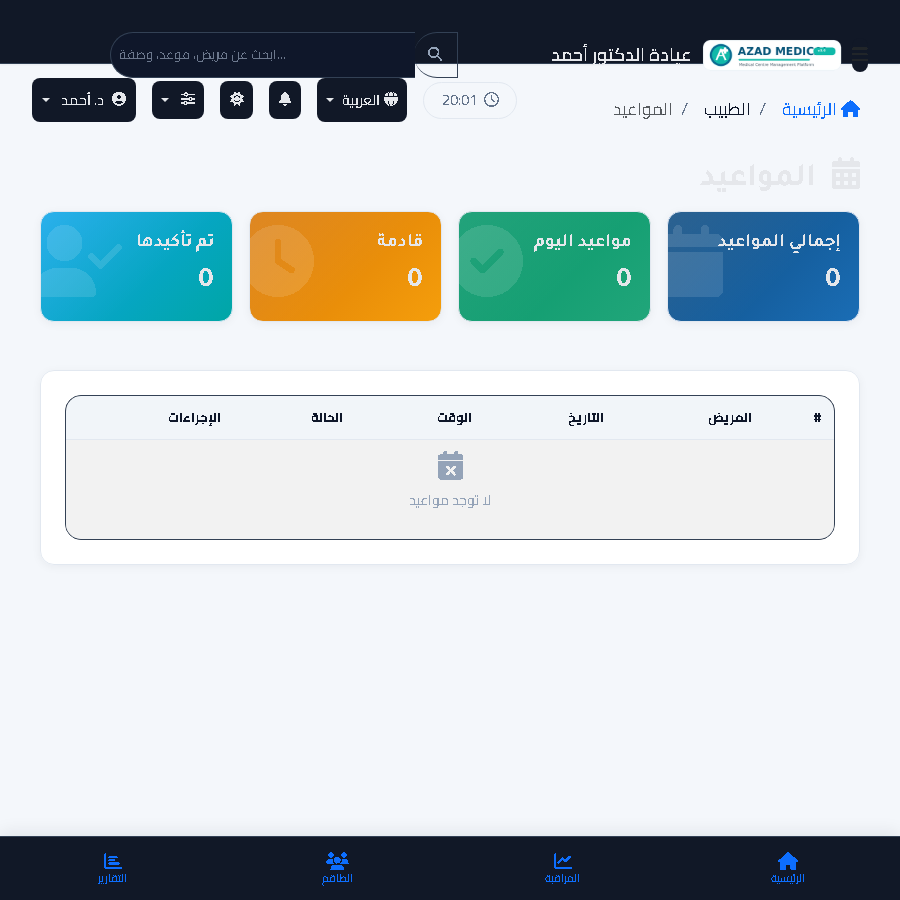 AZAD MEDIC
Medical Centre Management Platform
عيادة الدكتور أحمد
ابحث عن مريض، موعد، وصفة...
20:01
العربية
د. أحمد
الرئيسية / الطبيب / المواعيد
المواعيد
إجمالي المواعيد
0
مواعيد اليوم
0
قادمة
0
تم تأكيدها
0
# المريض التاريخ الوقت الحالة الإجراءات
لا توجد مواعيد
الرئيسية
المراقبة
الطاقم
التقارير